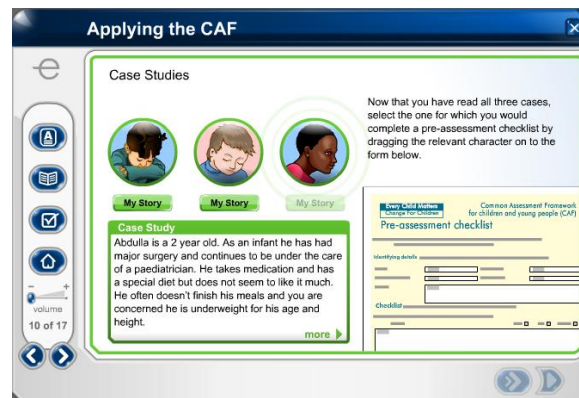 Applying the CAF
Case Studies
Now that you have read all three cases,
select the one for which you would
complete a pre-assessment checklist by
dragging the relevant character on to the
form below.
My Story
My Story
My Story
Case Study
Abdulla is a 2 year old. As an infant he has had
major surgery and continues to be under the care
of a paediatrician. He takes medication and has
a special diet but does not seem to like it much.
He often doesn't finish his meals and you are
concerned he is underweight for his age and
height.
more
Every Child Matters
Change For Children
Common Assessment Framework
for children and young people (CAF)
Pre-assessment checklist
Identifying details
Checklist
volume
10 of 17